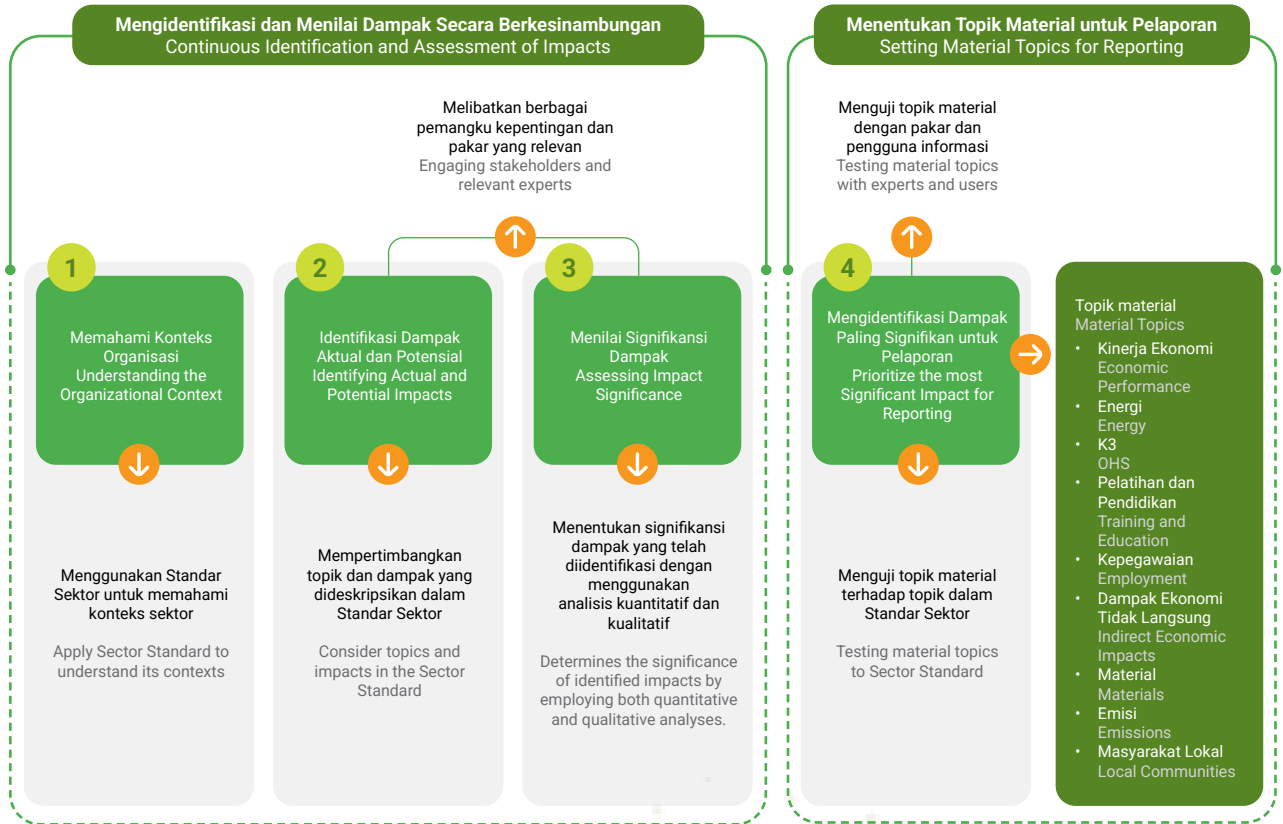 Mengidentifikasi dan Menilai Dampak Secara Berkesinambungan
Continuous Identification and Assessment of Impacts
Menentukan Topik Material untuk Pelaporan
Setting Material Topics for Reporting
Melibatkan berbagai
pemangku kepentingan dan
pakar yang relevan
Engaging stakeholders and
relevant experts
Menguji topik material
dengan pakar dan
pengguna informasi
Testing material topics
with experts and users
1
Memahami Konteks
Organisasi
Understanding the
Organizational Context
Menggunakan Standar
Sektor untuk memahami
konteks sektor
Apply Sector Standard to
understand its contexts
2
Identifikasi Dampak
Aktual dan Potensial
Identifying Actual and
Potential Impacts
Mempertimbangkan
topik dan dampak yang
dideskripsikan dalam
Standar Sektor
Consider topics and
impacts in the Sector
Standard
3
Menilai Signifikansi
Dampak
Assessing Impact
Significance
Menentukan signifikansi
dampak yang telah
diidentifikasi dengan
menggunakan
analisis kuantitatif dan
kualitatif
Determines the significance
of identified impacts by
employing both quantitative
and qualitative analyses.
4
Mengidentifikasi Dampak
Paling Signifikan untuk
Pelaporan
Prioritize the most
Significant Impact for
Reporting
Menguji topik material
terhadap topik dalam
Standar Sektor
Testing material topics
to Sector Standard
Topik material
Material Topics
• Kinerja Ekonomi
Economic
Performance
• Energi
Energy
• K3
OHS
• Pelatihan dan
Pendidikan
Training and
Education
• Kepegawaian
Employment
• Dampak Ekonomi
Tidak Langsung
Indirect Economic
Impacts
• Material
Materials
• Emisi
Emissions
• Masyarakat Lokal
Local Communities